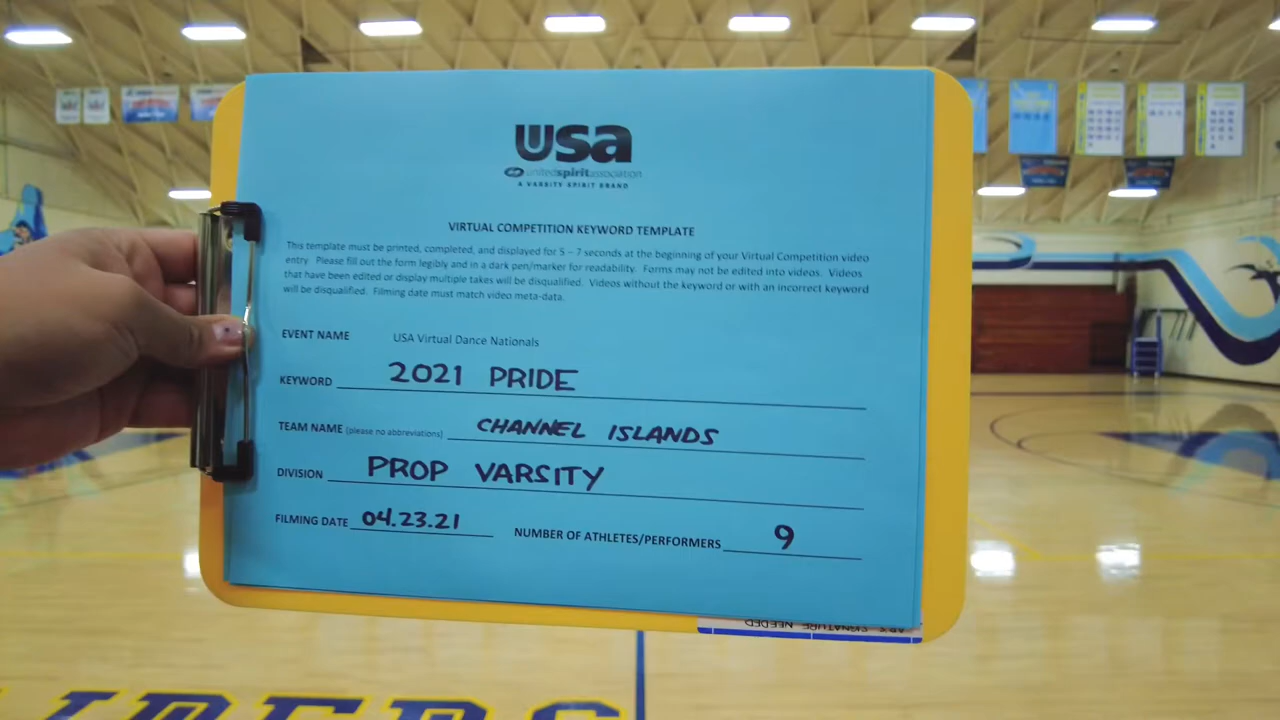 usa
unitedspiritassociation
A VARSITY SPIRIT BRAND
VIRTUAL COMPETITION KEYWORD TEMPLATE
This template must be printed, completed, and displayed for 5 – 7 seconds at the beginning of your Virtual Competition video
entry. Please fill out the form legibly and in a dark pen/marker for readability. Forms may not be edited into videos. Videos
that have been edited or display multiple takes will be disqualified. Videos without the keyword or with an incorrect keyword
will be disqualified. Filming date must match video meta-data.
EVENT NAME USA Virtual Dance Nationals
KEYWORD 2021 PRIDE
TEAM NAME (please no abbreviations) CHANNEL ISLANDS
DIVISION PROP VARSITY
FILMING DATE 04.23.21 NUMBER OF ATHLETES/PERFORMERS 9
SIGNATURE NEEDED